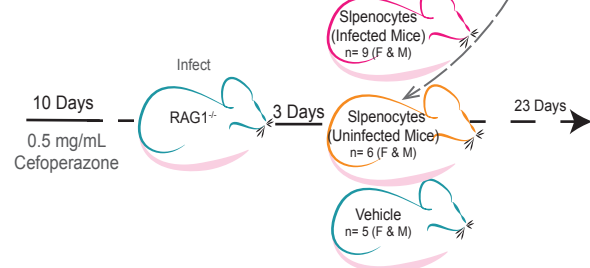 Slpenocytes
(Infected Mice)
n= 9 (F & M)
Infect
10 Days
RAG1-/-
3 Days
Slpenocytes
(Uninfected Mice)
n= 6 (F & M)
23 Days
0.5 mg/mL
Cefoperazone
Vehicle
n= 5 (F & M)